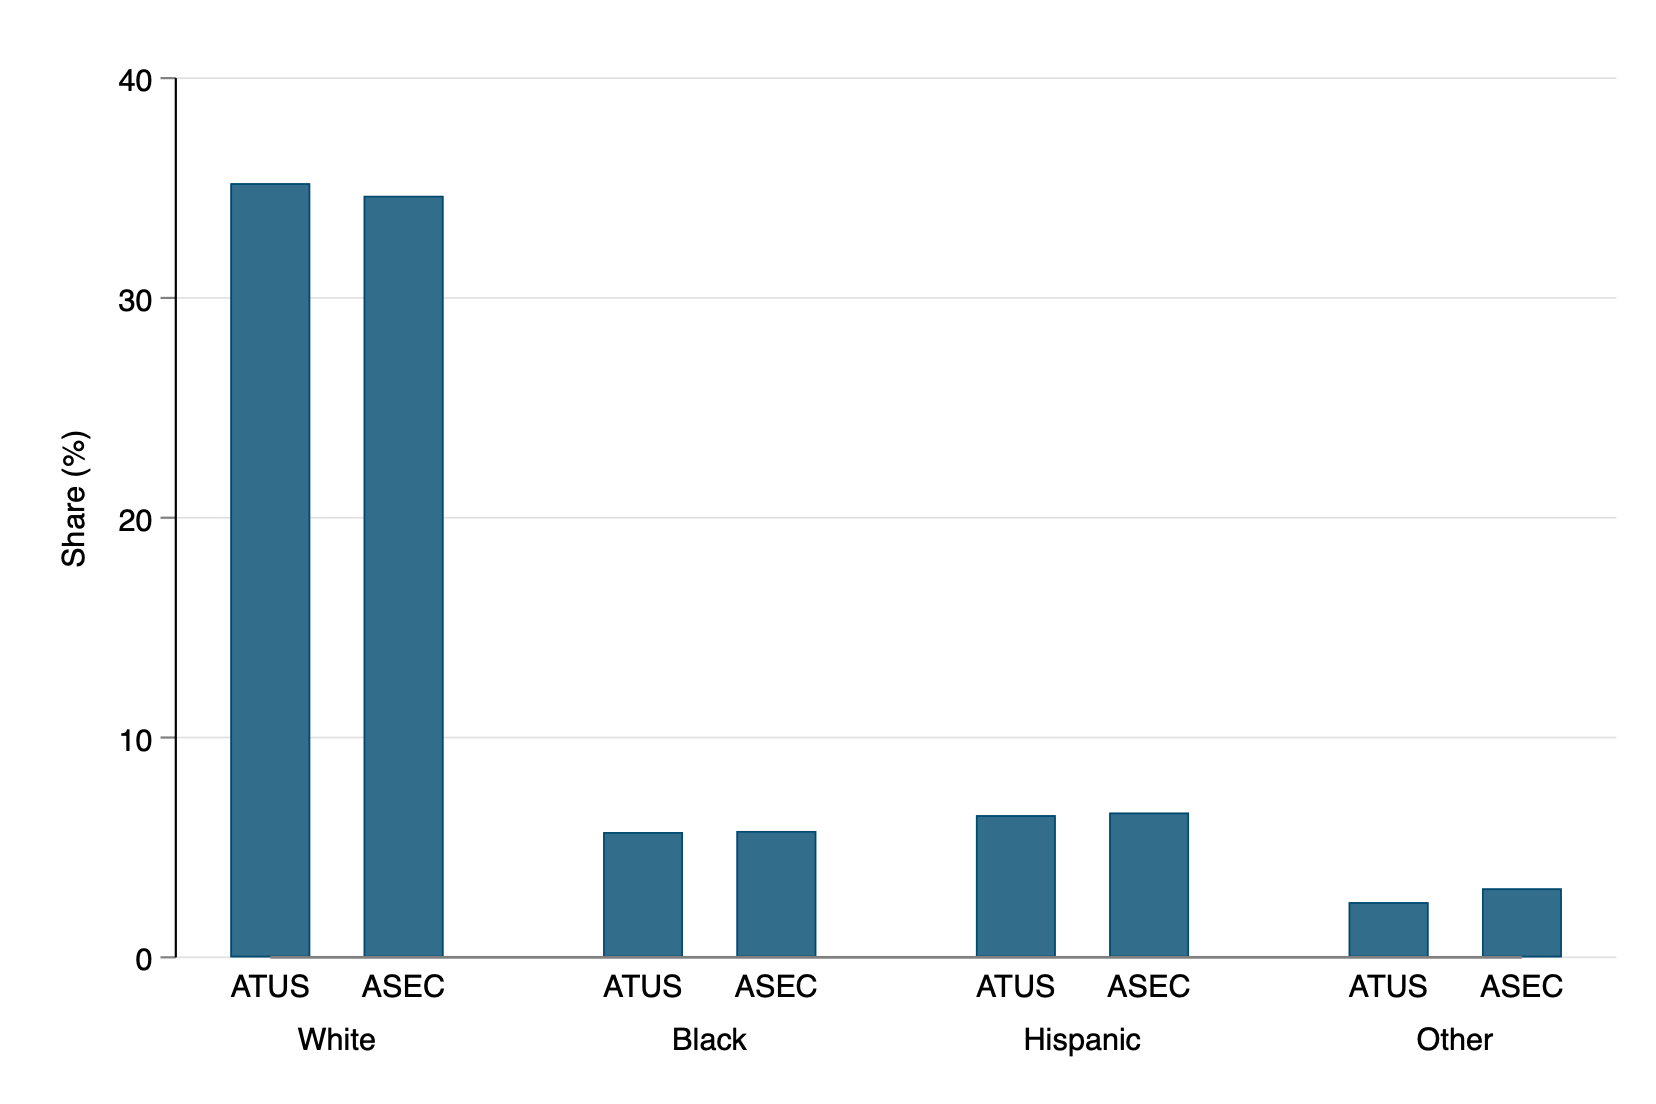 40
30
20
10
0
Share (%)
ATUS ASEC ATUS ASEC ATUS ASEC ATUS ASEC
White Black Hispanic Other